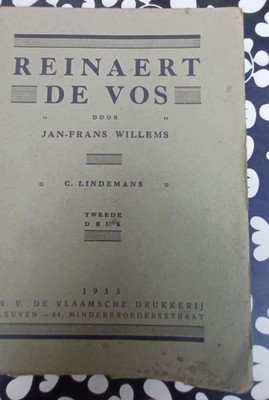 REINAERT
DE VOS
DOOR
JAN-FRANS WILLEMS
C. LINDEMANS
TWEEDE
DRUK
1933
N. V. DE VLAAMSCHE DRUKKERIJ
LEUVEN — 44, MINDERBROEDERSSTRAAT